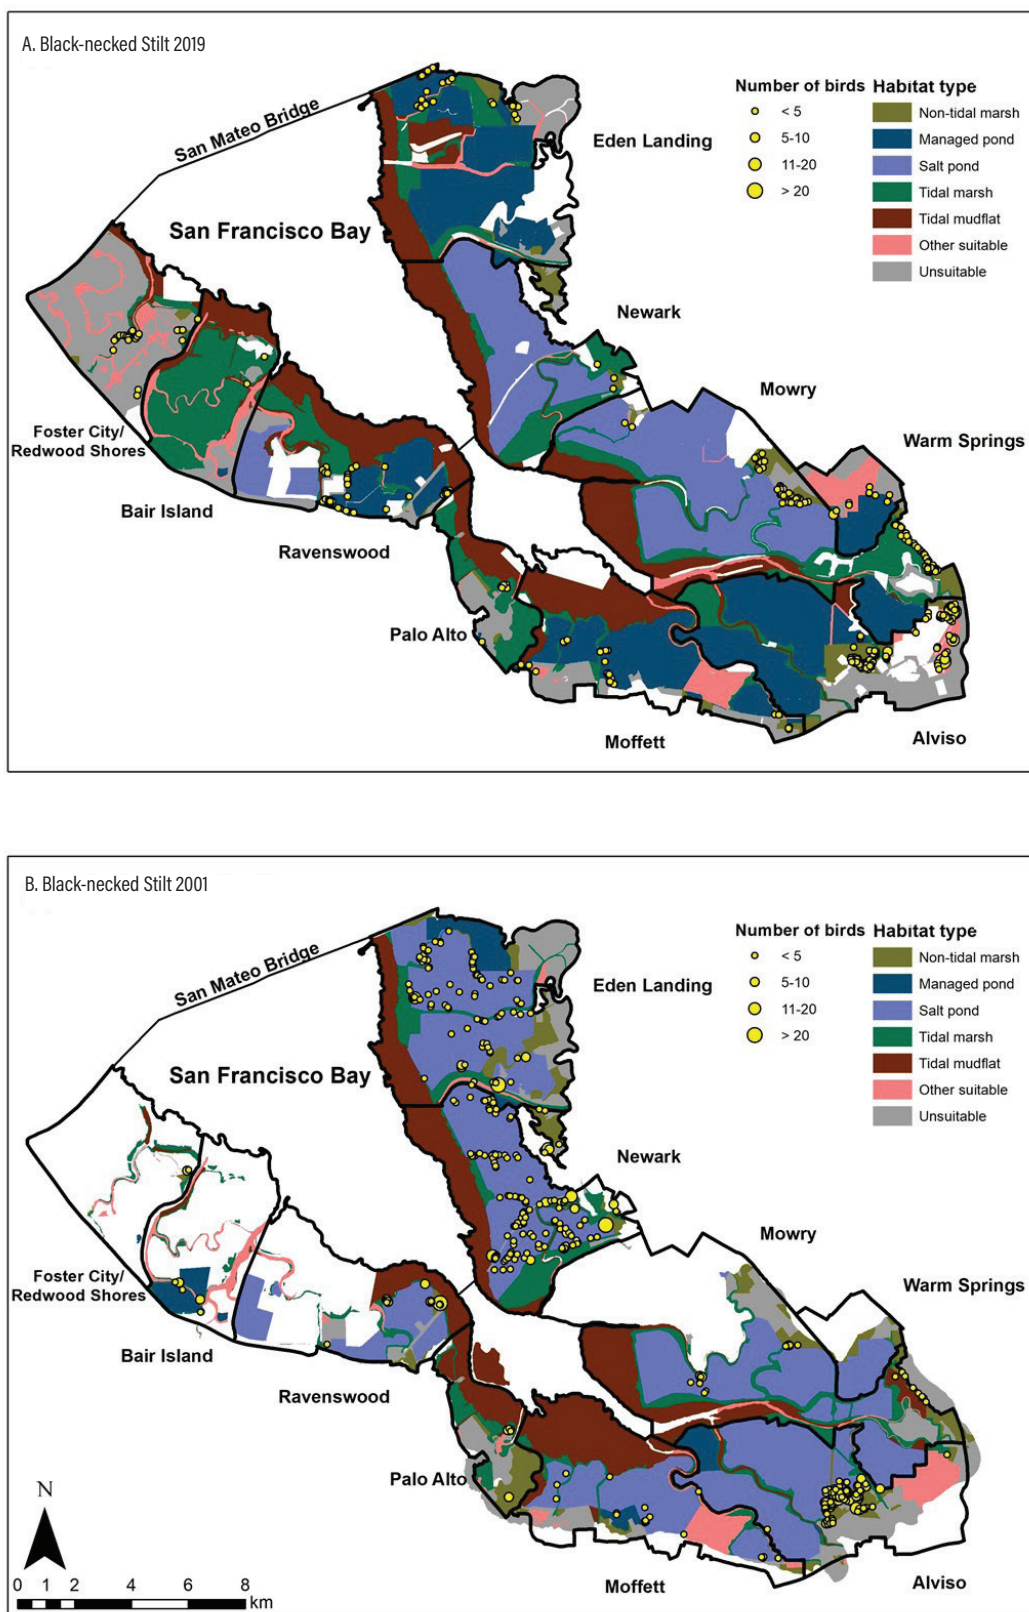 A. Black-necked Stilt 2019
San Mateo Bridge
San Francisco Bay
Number of birds
< 5
5-10
11-20
> 20
Habitat type
Non-tidal marsh
Managed pond
Salt pond
Tidal marsh
Tidal mudflat
Other suitable
Unsuitable
Eden Landing
Newark
Mowry
Warm Springs
Foster City/
Redwood Shores
Bair Island
Ravenswood
Palo Alto
Moffett
Alviso
B. Black-necked Stilt 2001
San Mateo Bridge
San Francisco Bay
Number of birds
< 5
5-10
11-20
> 20
Habitat type
Non-tidal marsh
Managed pond
Salt pond
Tidal marsh
Tidal mudflat
Other suitable
Unsuitable
Eden Landing
Newark
Mowry
Warm Springs
Foster City/
Redwood Shores
Bair Island
Ravenswood
Palo Alto
Moffett
Alviso
N
0 1 2 4 6 8
km